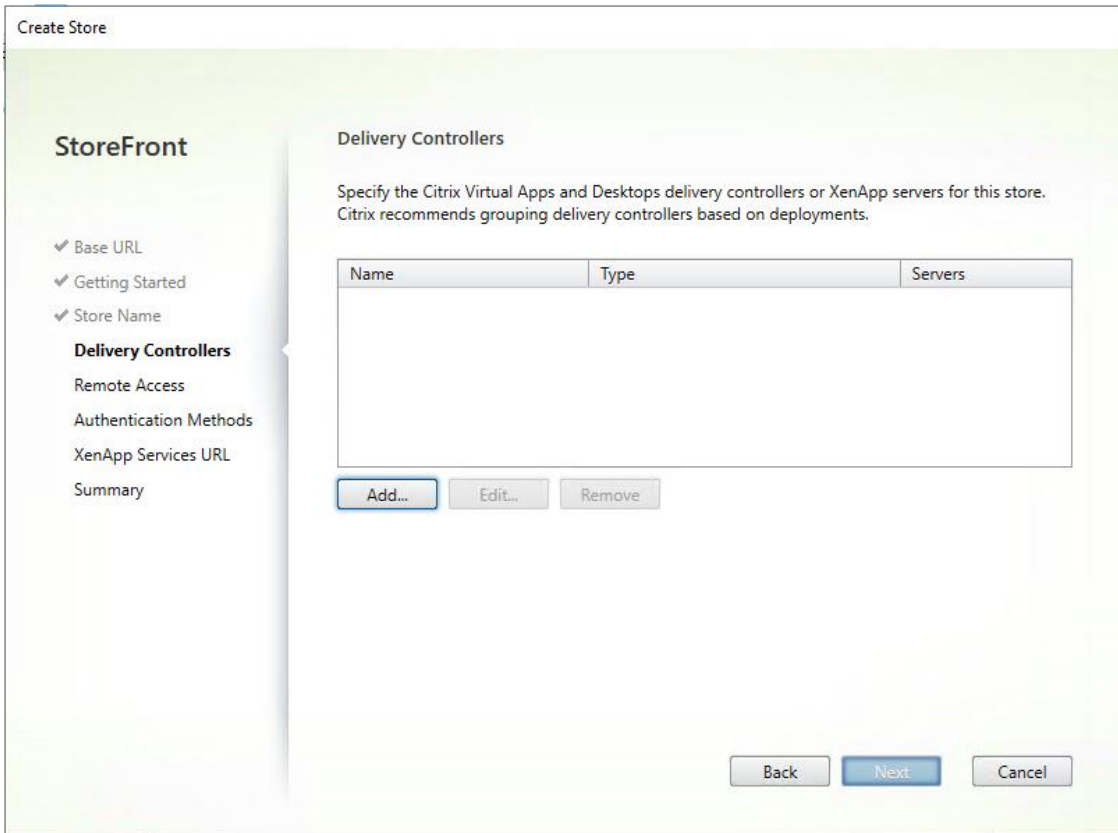 Create Store
StoreFront
Base URL
Getting Started
Store Name
Delivery Controllers
Remote Access
Authentication Methods
XenApp Services URL
Summary
Delivery Controllers
Specify the Citrix Virtual Apps and Desktops delivery controllers or XenApp servers for this store.
Citrix recommends grouping delivery controllers based on deployments.
Name Type Servers
Add... Edit... Remove
Back Next Cancel